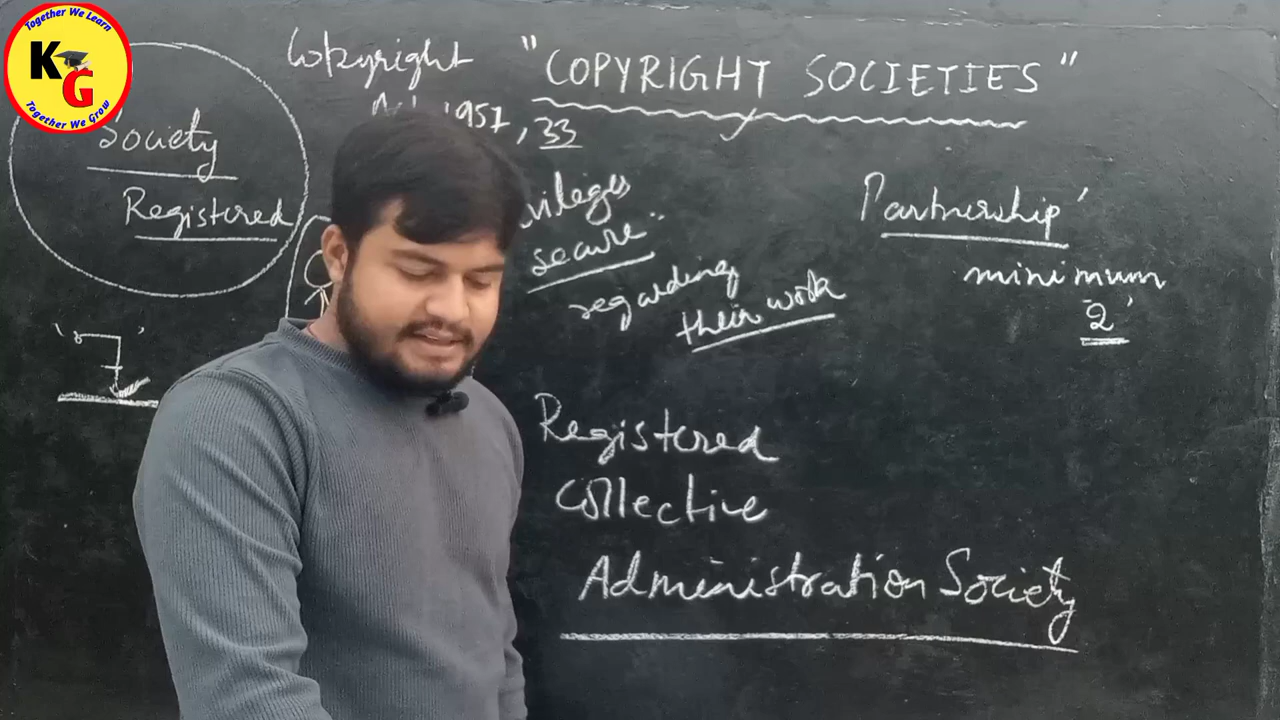 Together We Learn
KG
Together We Grow
Society
Registered
Copyright
1957, 33
"COPYRIGHT SOCIETIES"
secure"
regarding
their work
Partnership'
minimum
2'
Registered
Collective
Administration Society